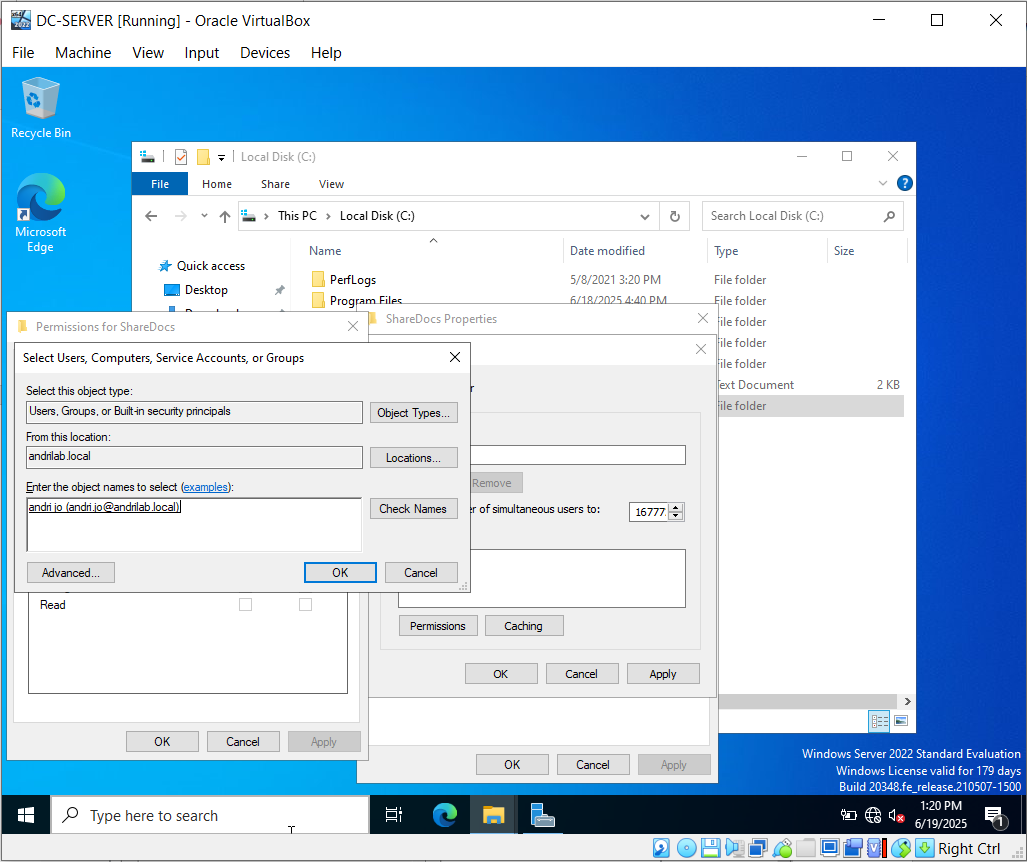 DC-SERVER [Running] - Oracle VirtualBox
File Machine View Input Devices Help
Recycle Bin
Microsoft
Edge
Local Disk (C:)
File Home Share View
This PC Local Disk (C:)
Search Local Disk (C:)
Name Date modified Type Size
Quick access
Desktop
PerfLogs 5/8/2021 3:20 PM File folder
Program Files 6/18/2025 4:40 PM File folder
File folder
File folder
File folder
Text Document 2 KB
File folder
ShareDocs Properties
Permissions for ShareDocs
Select Users, Computers, Service Accounts, or Groups
Select this object type:
Users, Groups, or Built-in security principals
Object Types...
From this location:
andrilab.local
Locations...
Enter the object names to select (examples):
andri jo (andri.jo@andrilab.local)
Check Names
Advanced... OK Cancel
Read
OK Cancel Apply
Remove
of simultaneous users to: 16777
Permissions Caching
OK Cancel Apply
OK Cancel Apply
Windows Server 2022 Standard Evaluation
Windows License valid for 179 days
Build 20348.fe_release.210507-1500
Type here to search
1:20 PM
6/19/2025
1
Right Ctrl